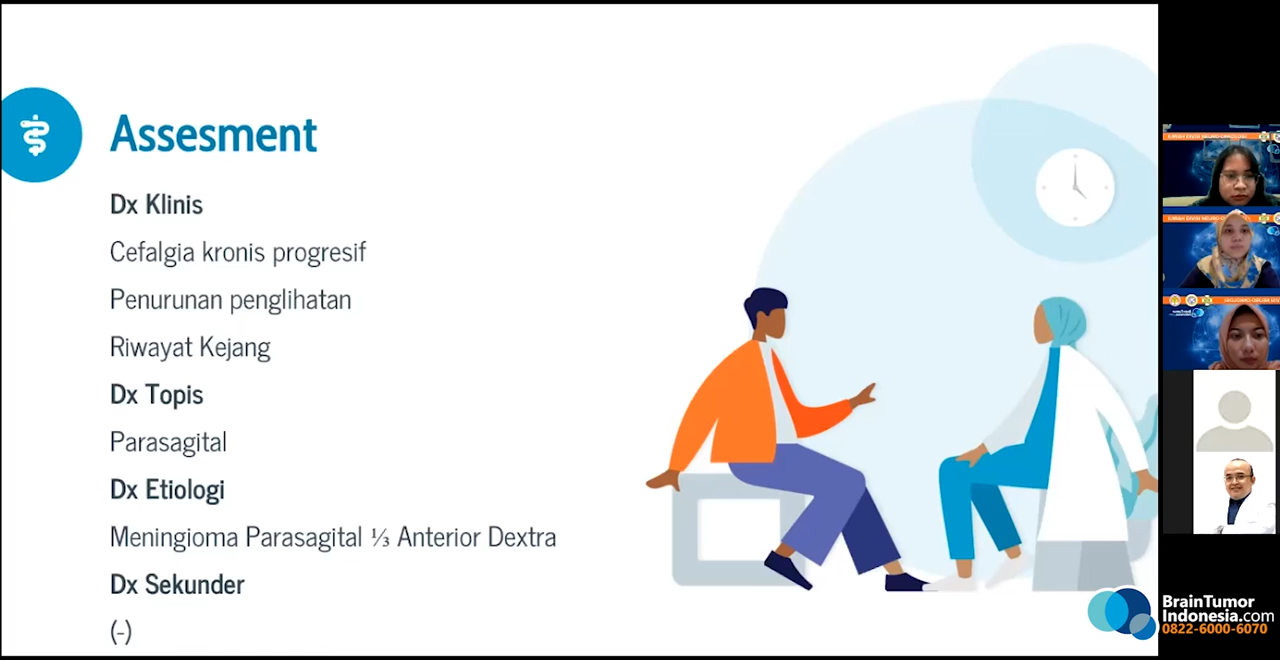 Assesment
Dx Klinis
Cefalgia kronis progresif
Penurunan penglihatan
Riwayat Kejang
Dx Topis
Parasagital
Dx Etiologi
Meningioma Parasagital ⅓ Anterior Dextra
Dx Sekunder
(-)
BrainTumor
Indonesia.com
0822-6000-6070